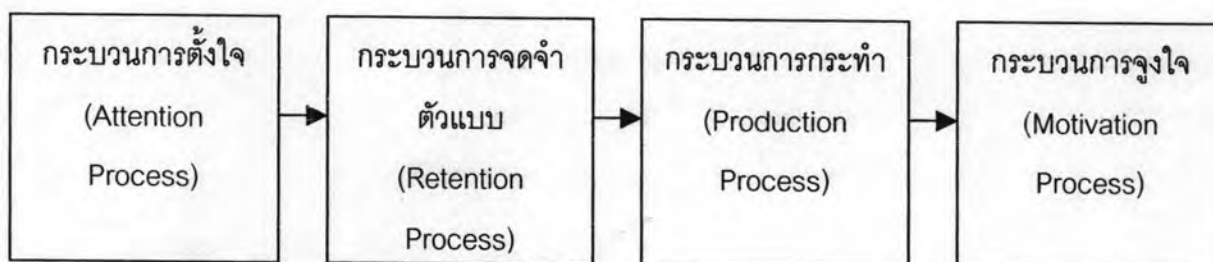 กระบวนการตั้งใจ
(Attention
Process)
กระบวนการจดจำ
ตัวแบบ
(Retention
Process)
กระบวนการกระทำ
(Production
Process)
กระบวนการจูงใจ
(Motivation
Process)